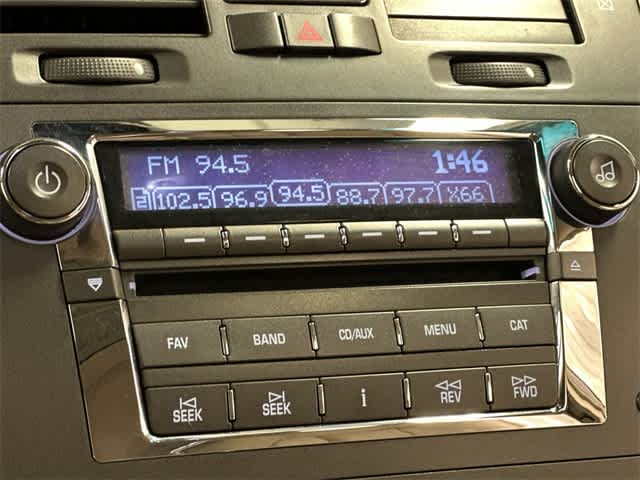 FM 94.5 1:46
2 102.5 96.9 94.5 88.7 97.7 X66
FAV BAND CD/AUX MENU CAT
SEEK SEEK i REV FWD